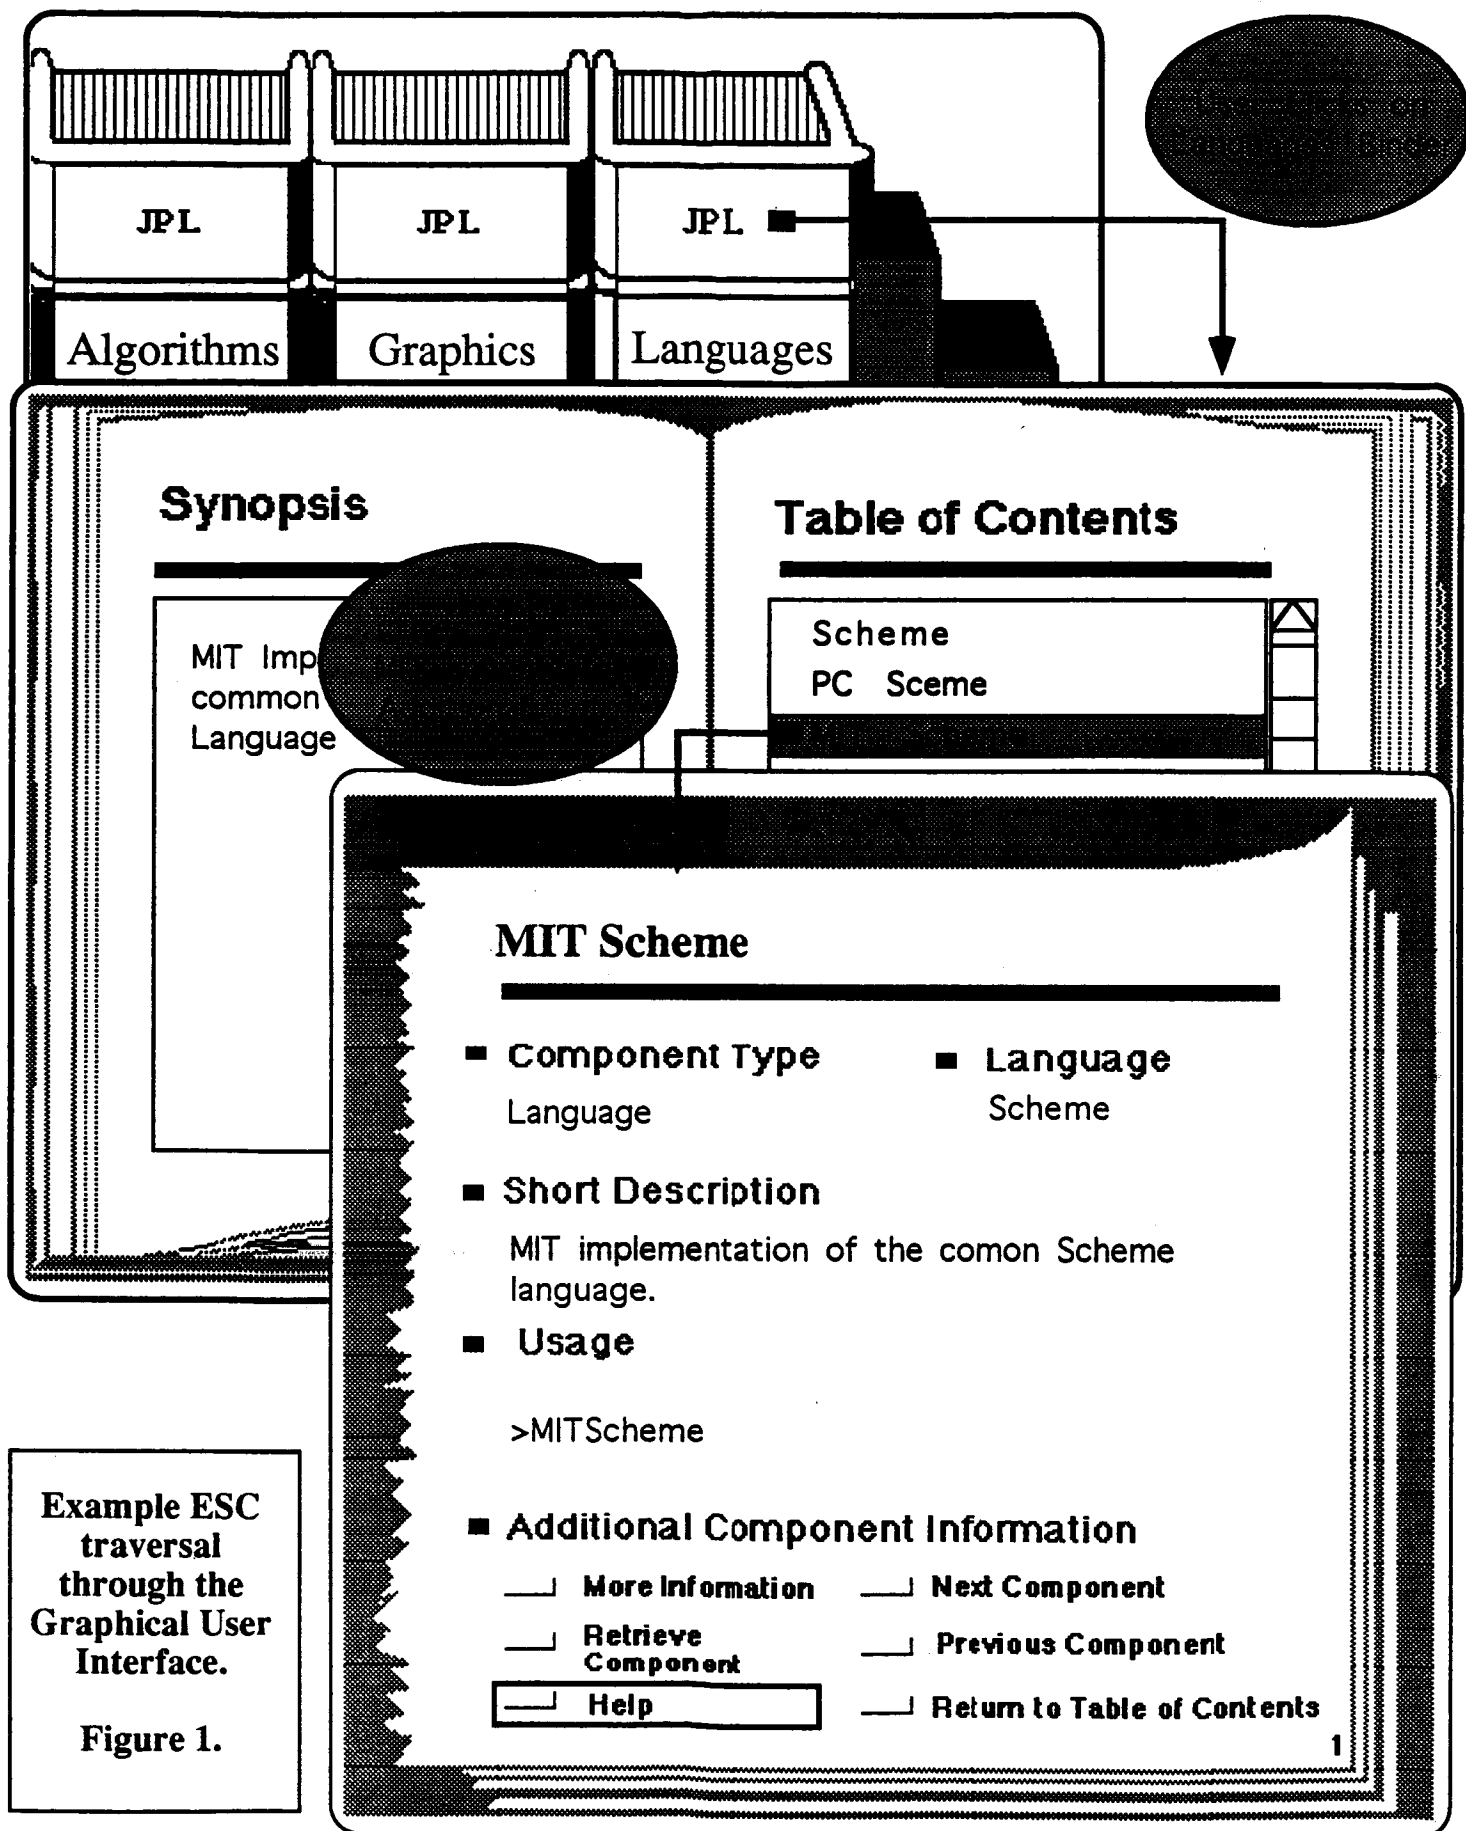 JPL
JPL
JPL
Algorithms
Graphics
Languages
Synopsis
MIT Imp
common
Language
Table of Contents
Scheme
PC Sceme
MIT Scheme
Component Type
Language
Language
Scheme
Short Description
MIT implementation of the comon Scheme
language.
Usage
>MITScheme
Additional Component Information
More Information
Next Component
Retrieve
Component
Previous Component
Help
Return to Table of Contents
1
Example ESC
traversal
through the
Graphical User
Interface.
Figure 1.